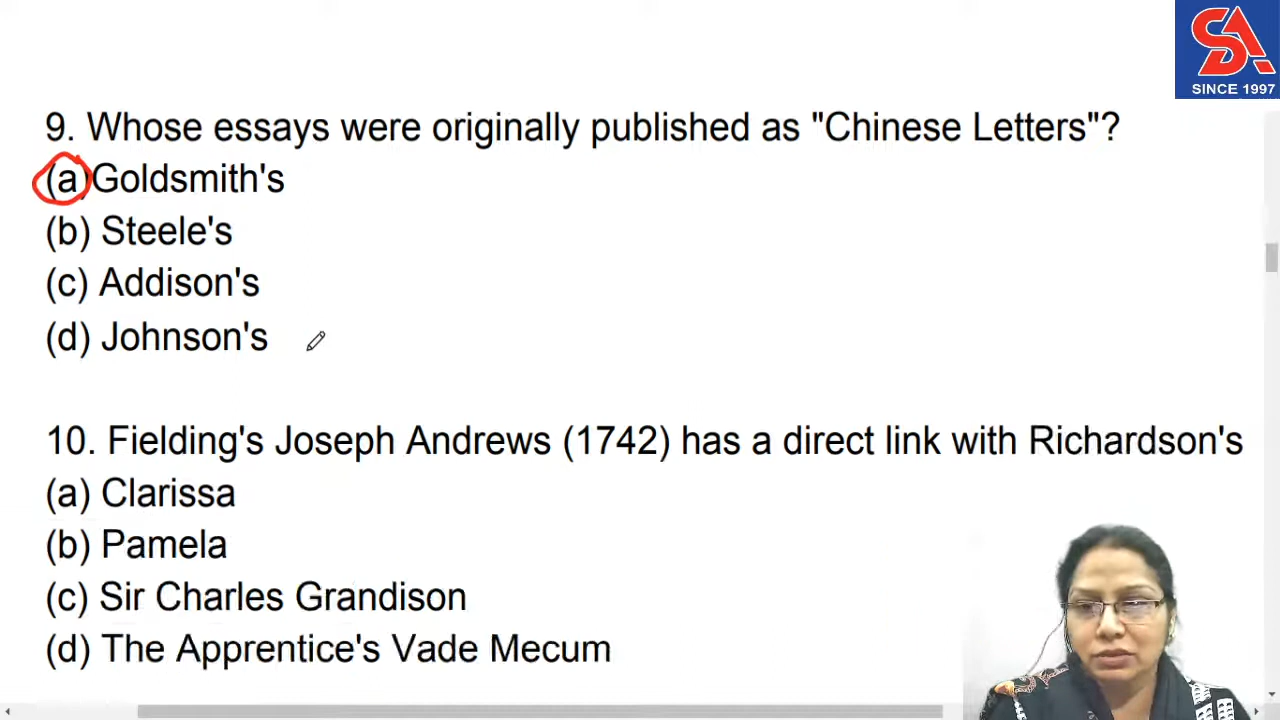 SDA
SINCE 1997
9. Whose essays were originally published as "Chinese Letters"?
(a) Goldsmith's
(b) Steele's
(c) Addison's
(d) Johnson's
10. Fielding's Joseph Andrews (1742) has a direct link with Richardson's
(a) Clarissa
(b) Pamela
(c) Sir Charles Grandison
(d) The Apprentice's Vade Mecum